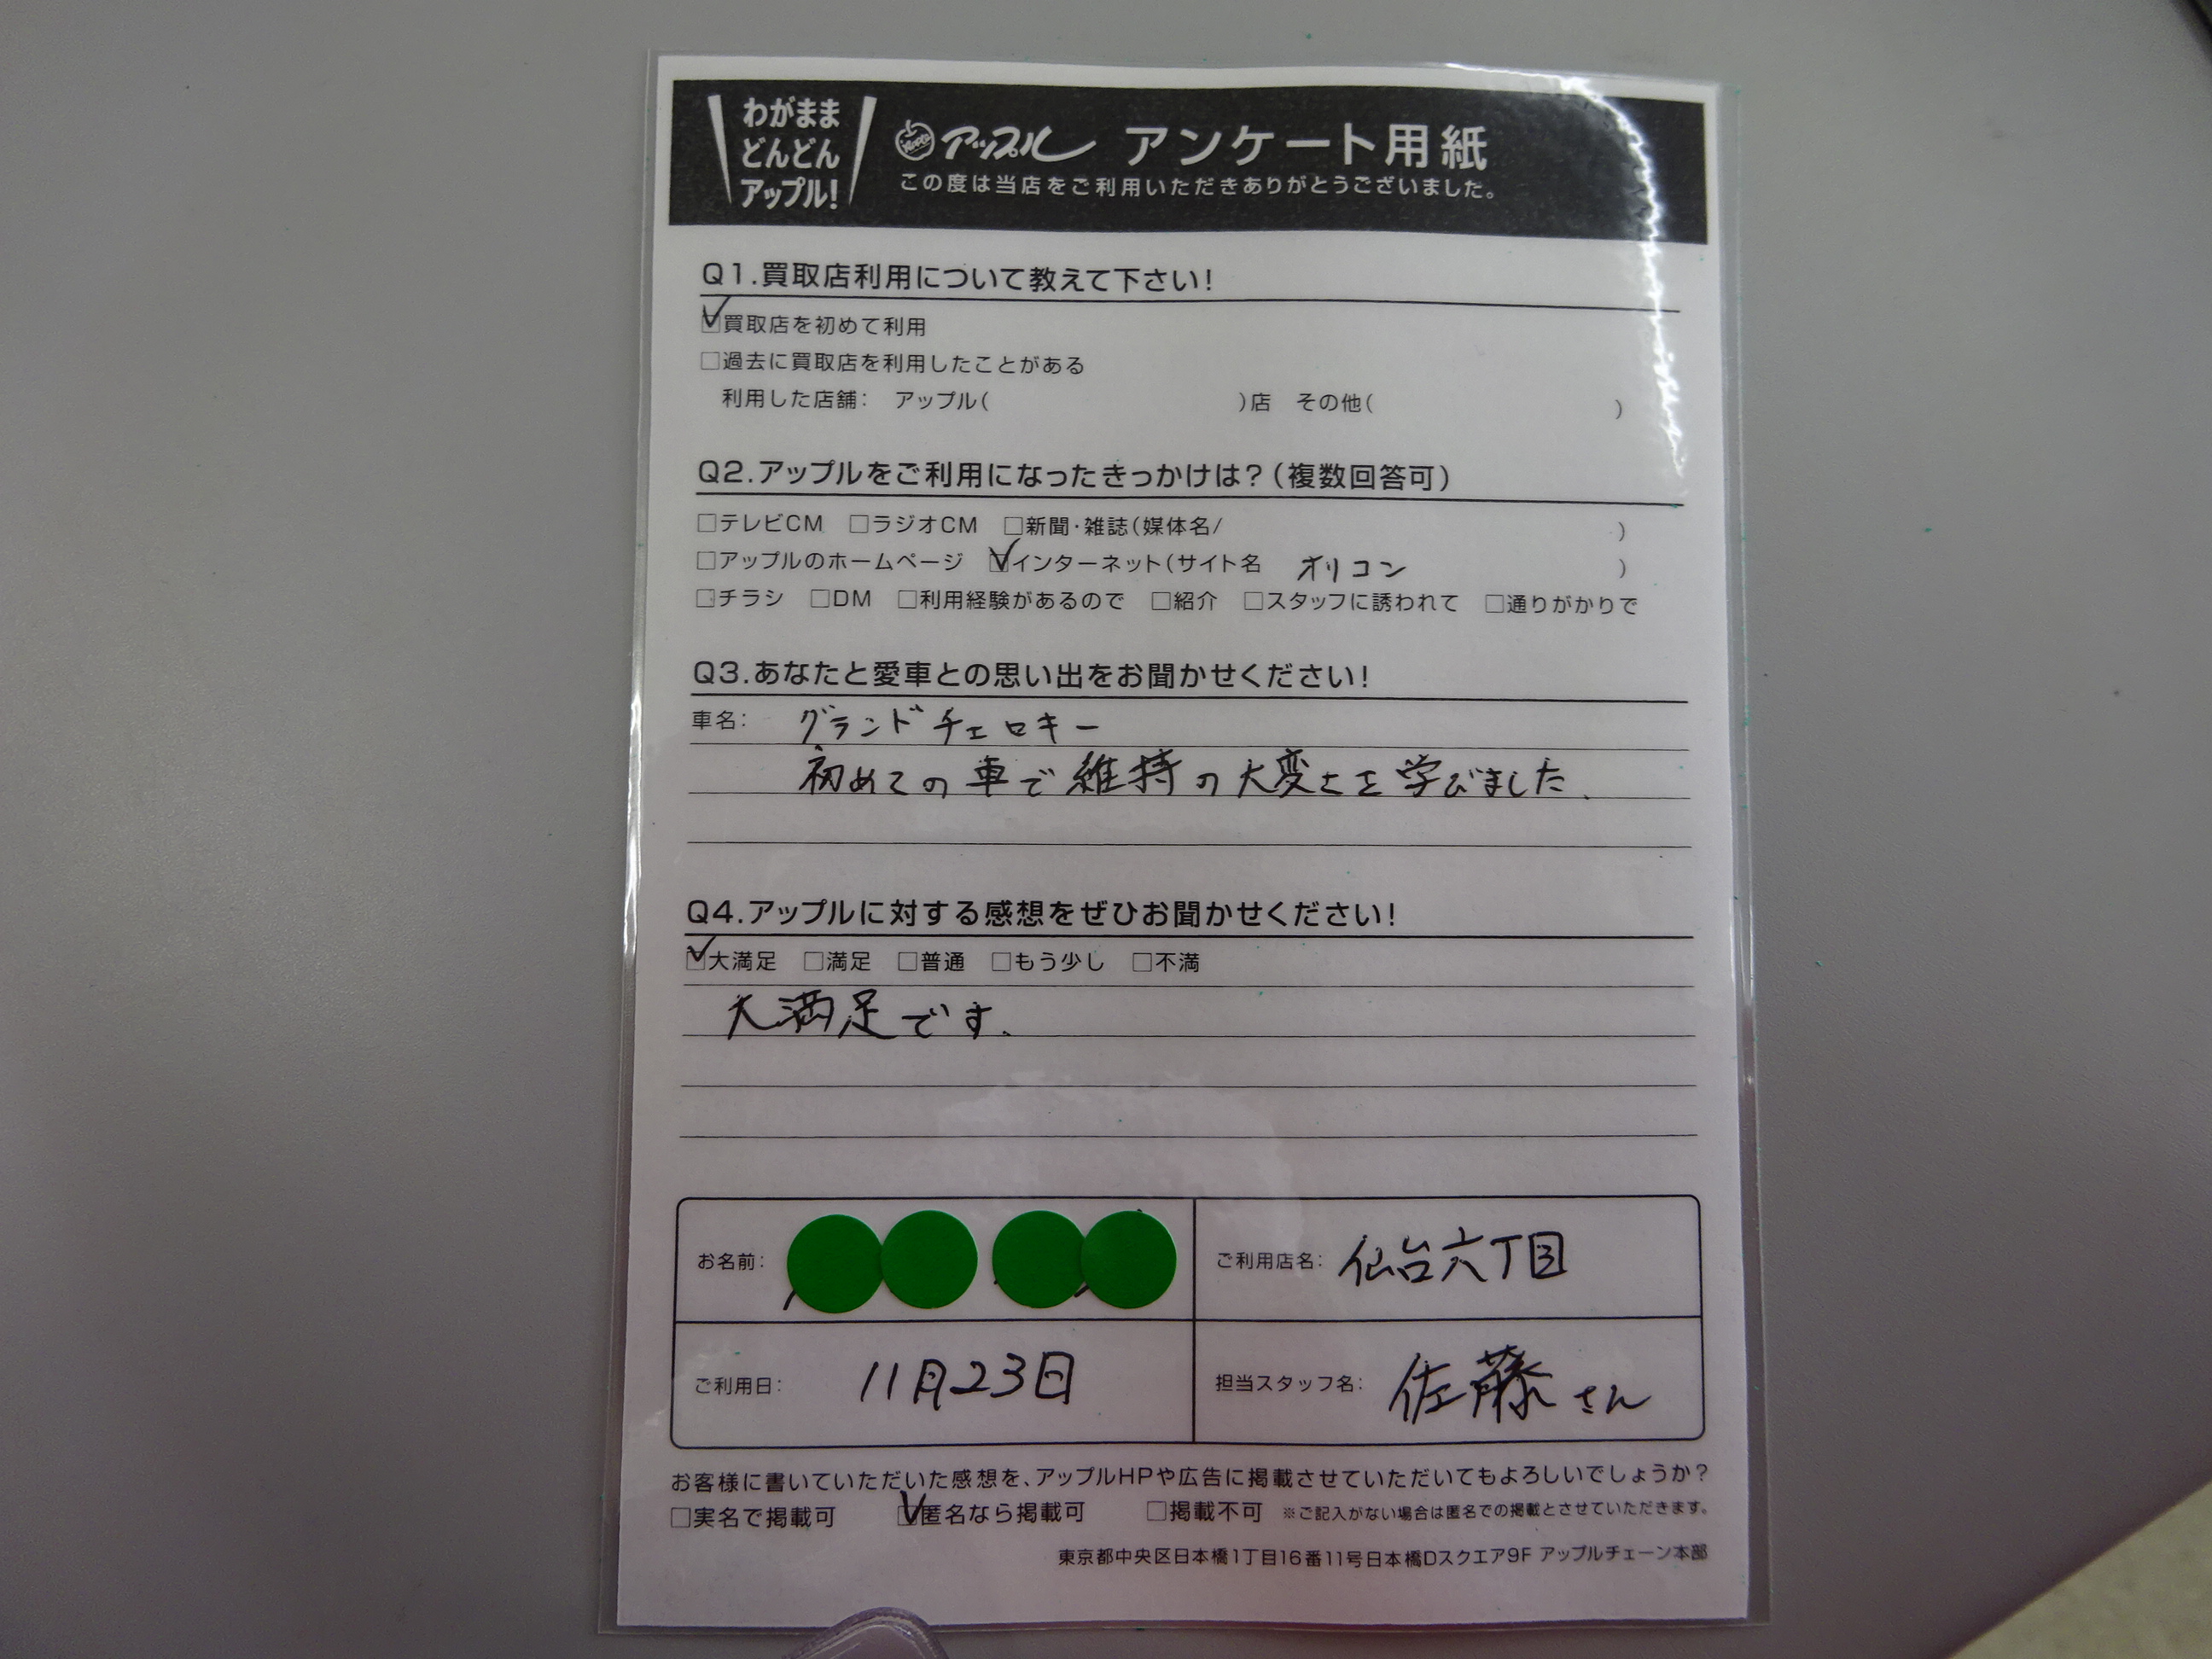 わがまま
どんどん
アップル!
アップル アンケート用紙
この度は当店をご利用いただきありがとうございました。
Q1.買取店利用について教えて下さい!
☑買取店を初めて利用
□過去に買取店を利用したことがある
利用した店舗: アップル( )店 その他( )
Q2.アップルをご利用になったきっかけは?(複数回答可)
□テレビCM □ラジオCM □新聞・雑誌(媒体名/ )
□アップルのホームページ ☑インターネット(サイト名 オリコン )
□チラシ □DM □利用経験があるので □紹介 □スタッフに誘われて □通りがかりで
Q3.あなたと愛車との思い出をお聞かせください!
車名: グランドチェロキー
初めての車で維持の大変さを学びました.
Q4.アップルに対する感想をぜひお聞かせください!
☑大満足 □満足 □普通 □もう少し □不満
大満足です.
お名前:
ご利用店名: 仙台六丁目
ご利用日: 11月23日
担当スタッフ名: 佐藤さん
お客様に書いていただいた感想を、アップルHPや広告に掲載させていただいてもよろしいでしょうか?
□実名で掲載可 ☑匿名なら掲載可 □掲載不可 ※ご記入がない場合は匿名での掲載とさせていただきます。
東京都中央区日本橋1丁目16番11号日本橋Dスクエア9F アップルチェーン本部